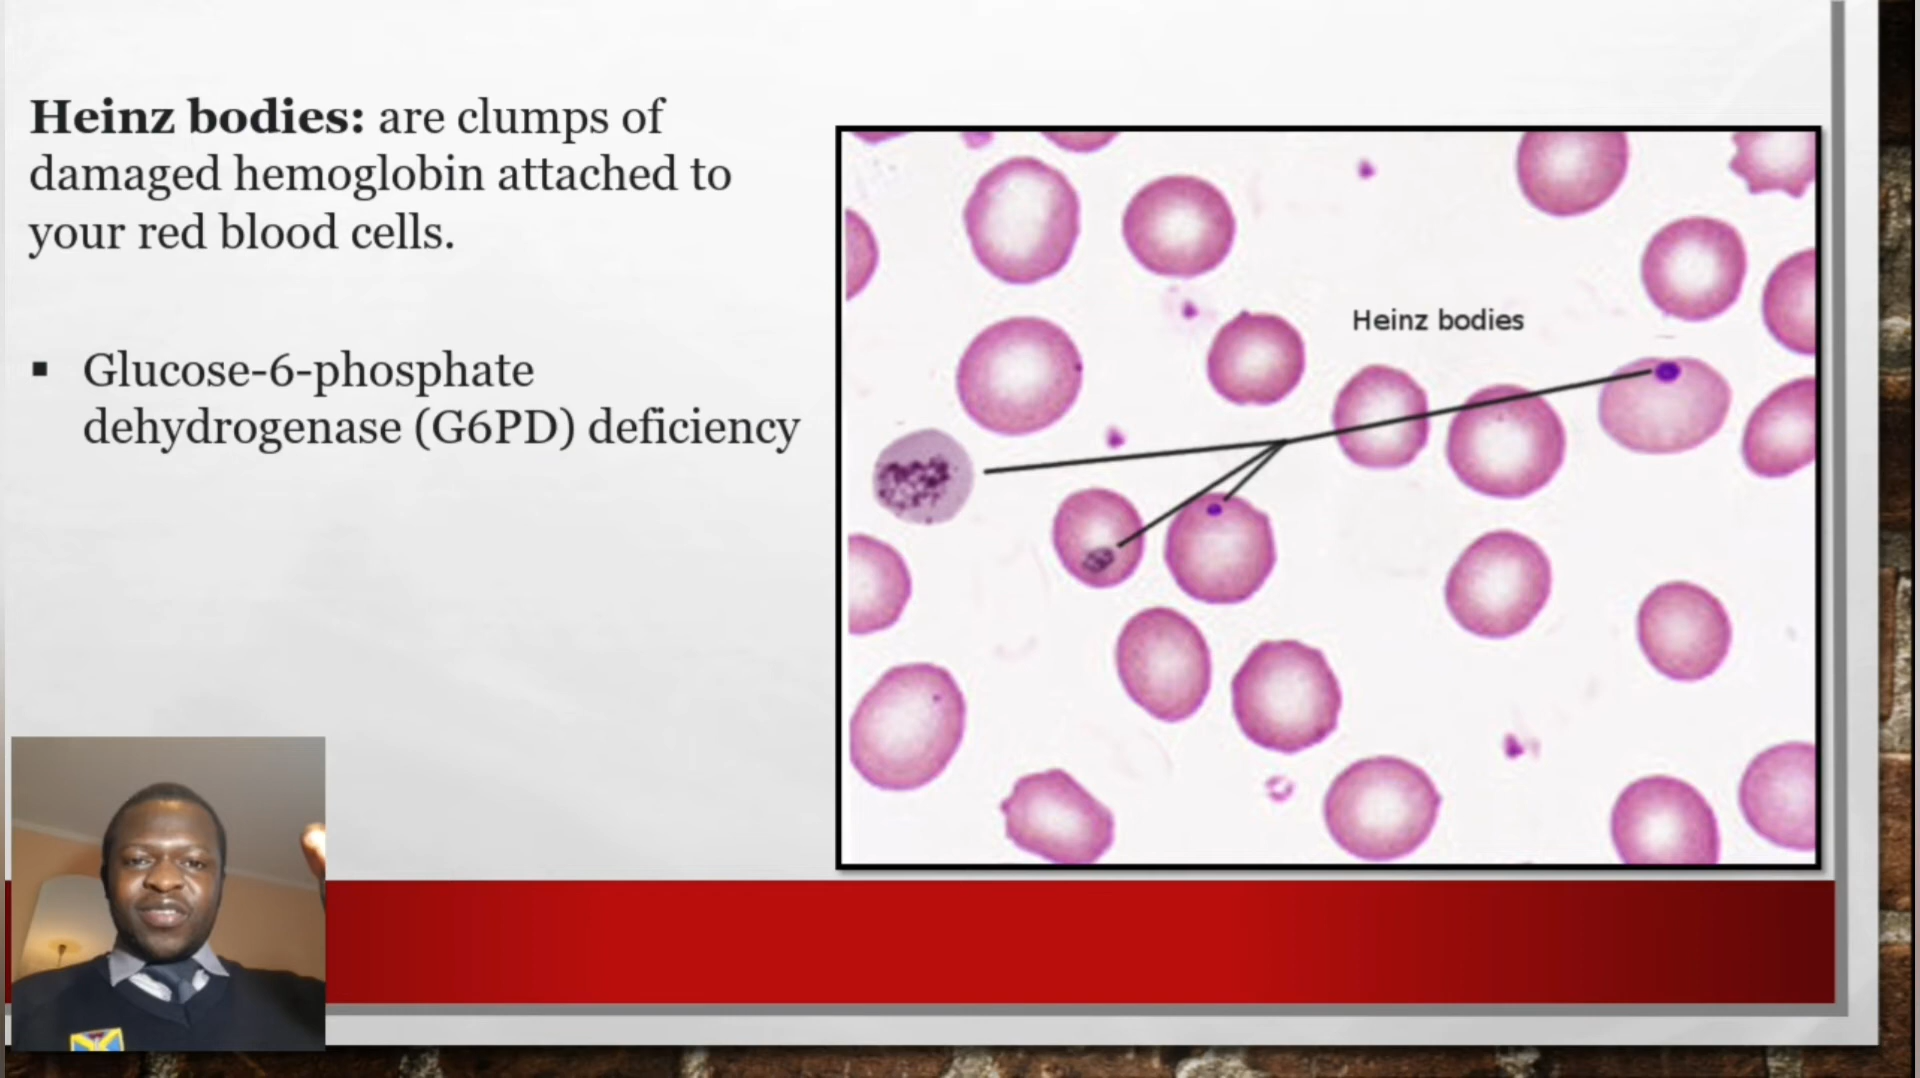 Heinz bodies: are clumps of
damaged hemoglobin attached to
your red blood cells.
▪ Glucose-6-phosphate
dehydrogenase (G6PD) deficiency
Heinz bodies